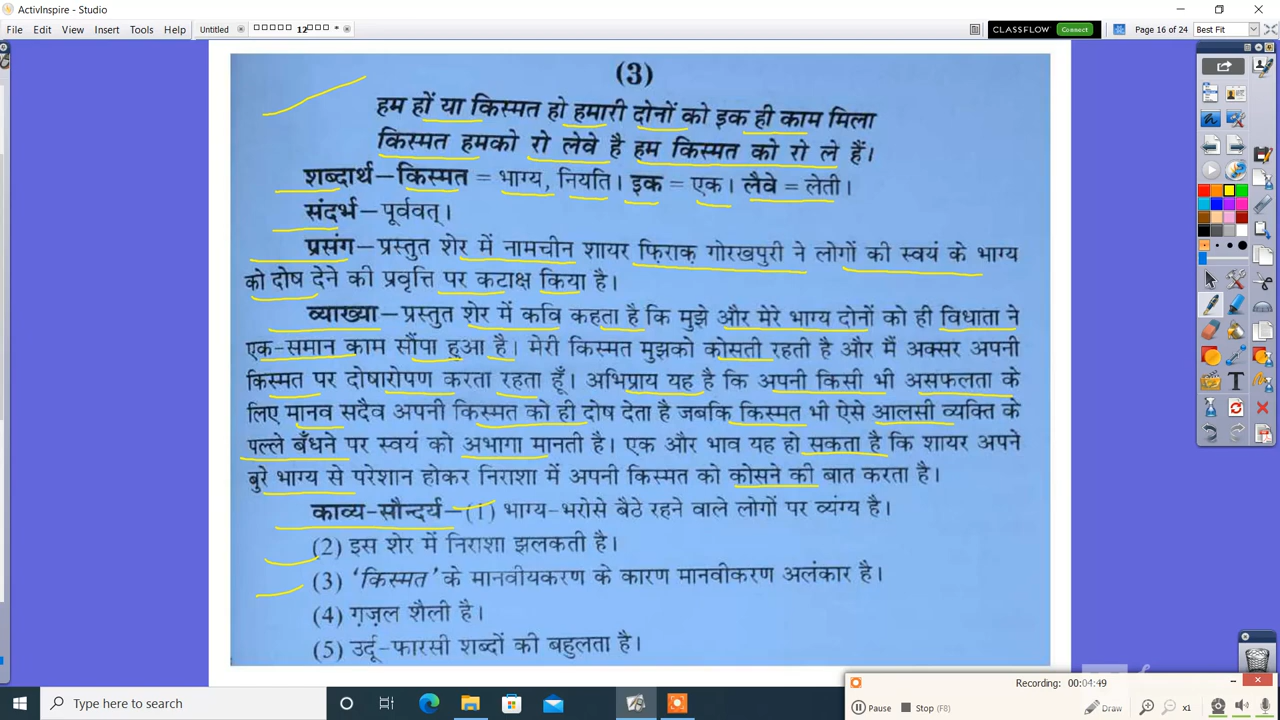 ActivInspire - Studio
File Edit View Insert Tools Help Untitled 12 * CLASSFLOW Connect Page 16 of 24 Best Fit
(3)
हम हों या किस्मत हो हमारी दोनों को इक ही काम मिला
किस्मत हमको रो लेवे है हम किस्मत को रो ले हैं।
शब्दार्थ–किस्मत = भाग्य, नियति। इक = एक। लैवे = लेती।
संदर्भ–पूर्ववत्।
प्रसंग–प्रस्तुत शेर में नामचीन शायर फ़िराक़ गोरखपुरी ने लोगों की स्वयं के भाग्य
को दोष देने की प्रवृत्ति पर कटाक्ष किया है।
व्याख्या–प्रस्तुत शेर में कवि कहता है कि मुझे और मेरे भाग्य दोनों को ही विधाता ने
एक-समान काम सौंपा हुआ है। मेरी किस्मत मुझको कोसती रहती है और मैं अक्सर अपनी
किस्मत पर दोषारोपण करता रहता हूँ। अभिप्राय यह है कि अपनी किसी भी असफलता के
लिए मानव सदैव अपनी किस्मत को ही दोष देता है जबकि किस्मत भी ऐसे आलसी व्यक्ति के
पल्ले बँधने पर स्वयं को अभागा मानती है। एक और भाव यह हो सकता है कि शायर अपने
बुरे भाग्य से परेशान होकर निराशा में अपनी किस्मत को कोसने की बात करता है।
काव्य-सौन्दर्य–(1) भाग्य-भरोसे बैठे रहने वाले लोगों पर व्यंग्य है।
(2) इस शेर में निराशा झलकती है।
(3) ‘किस्मत’ के मानवीयकरण के कारण मानवीकरण अलंकार है।
(4) ग़ज़ल शैली है।
(5) उर्दू-फारसी शब्दों की बहुलता है।
Recording: 00:04:49
Pause Stop (F8) Draw x1
Type here to search